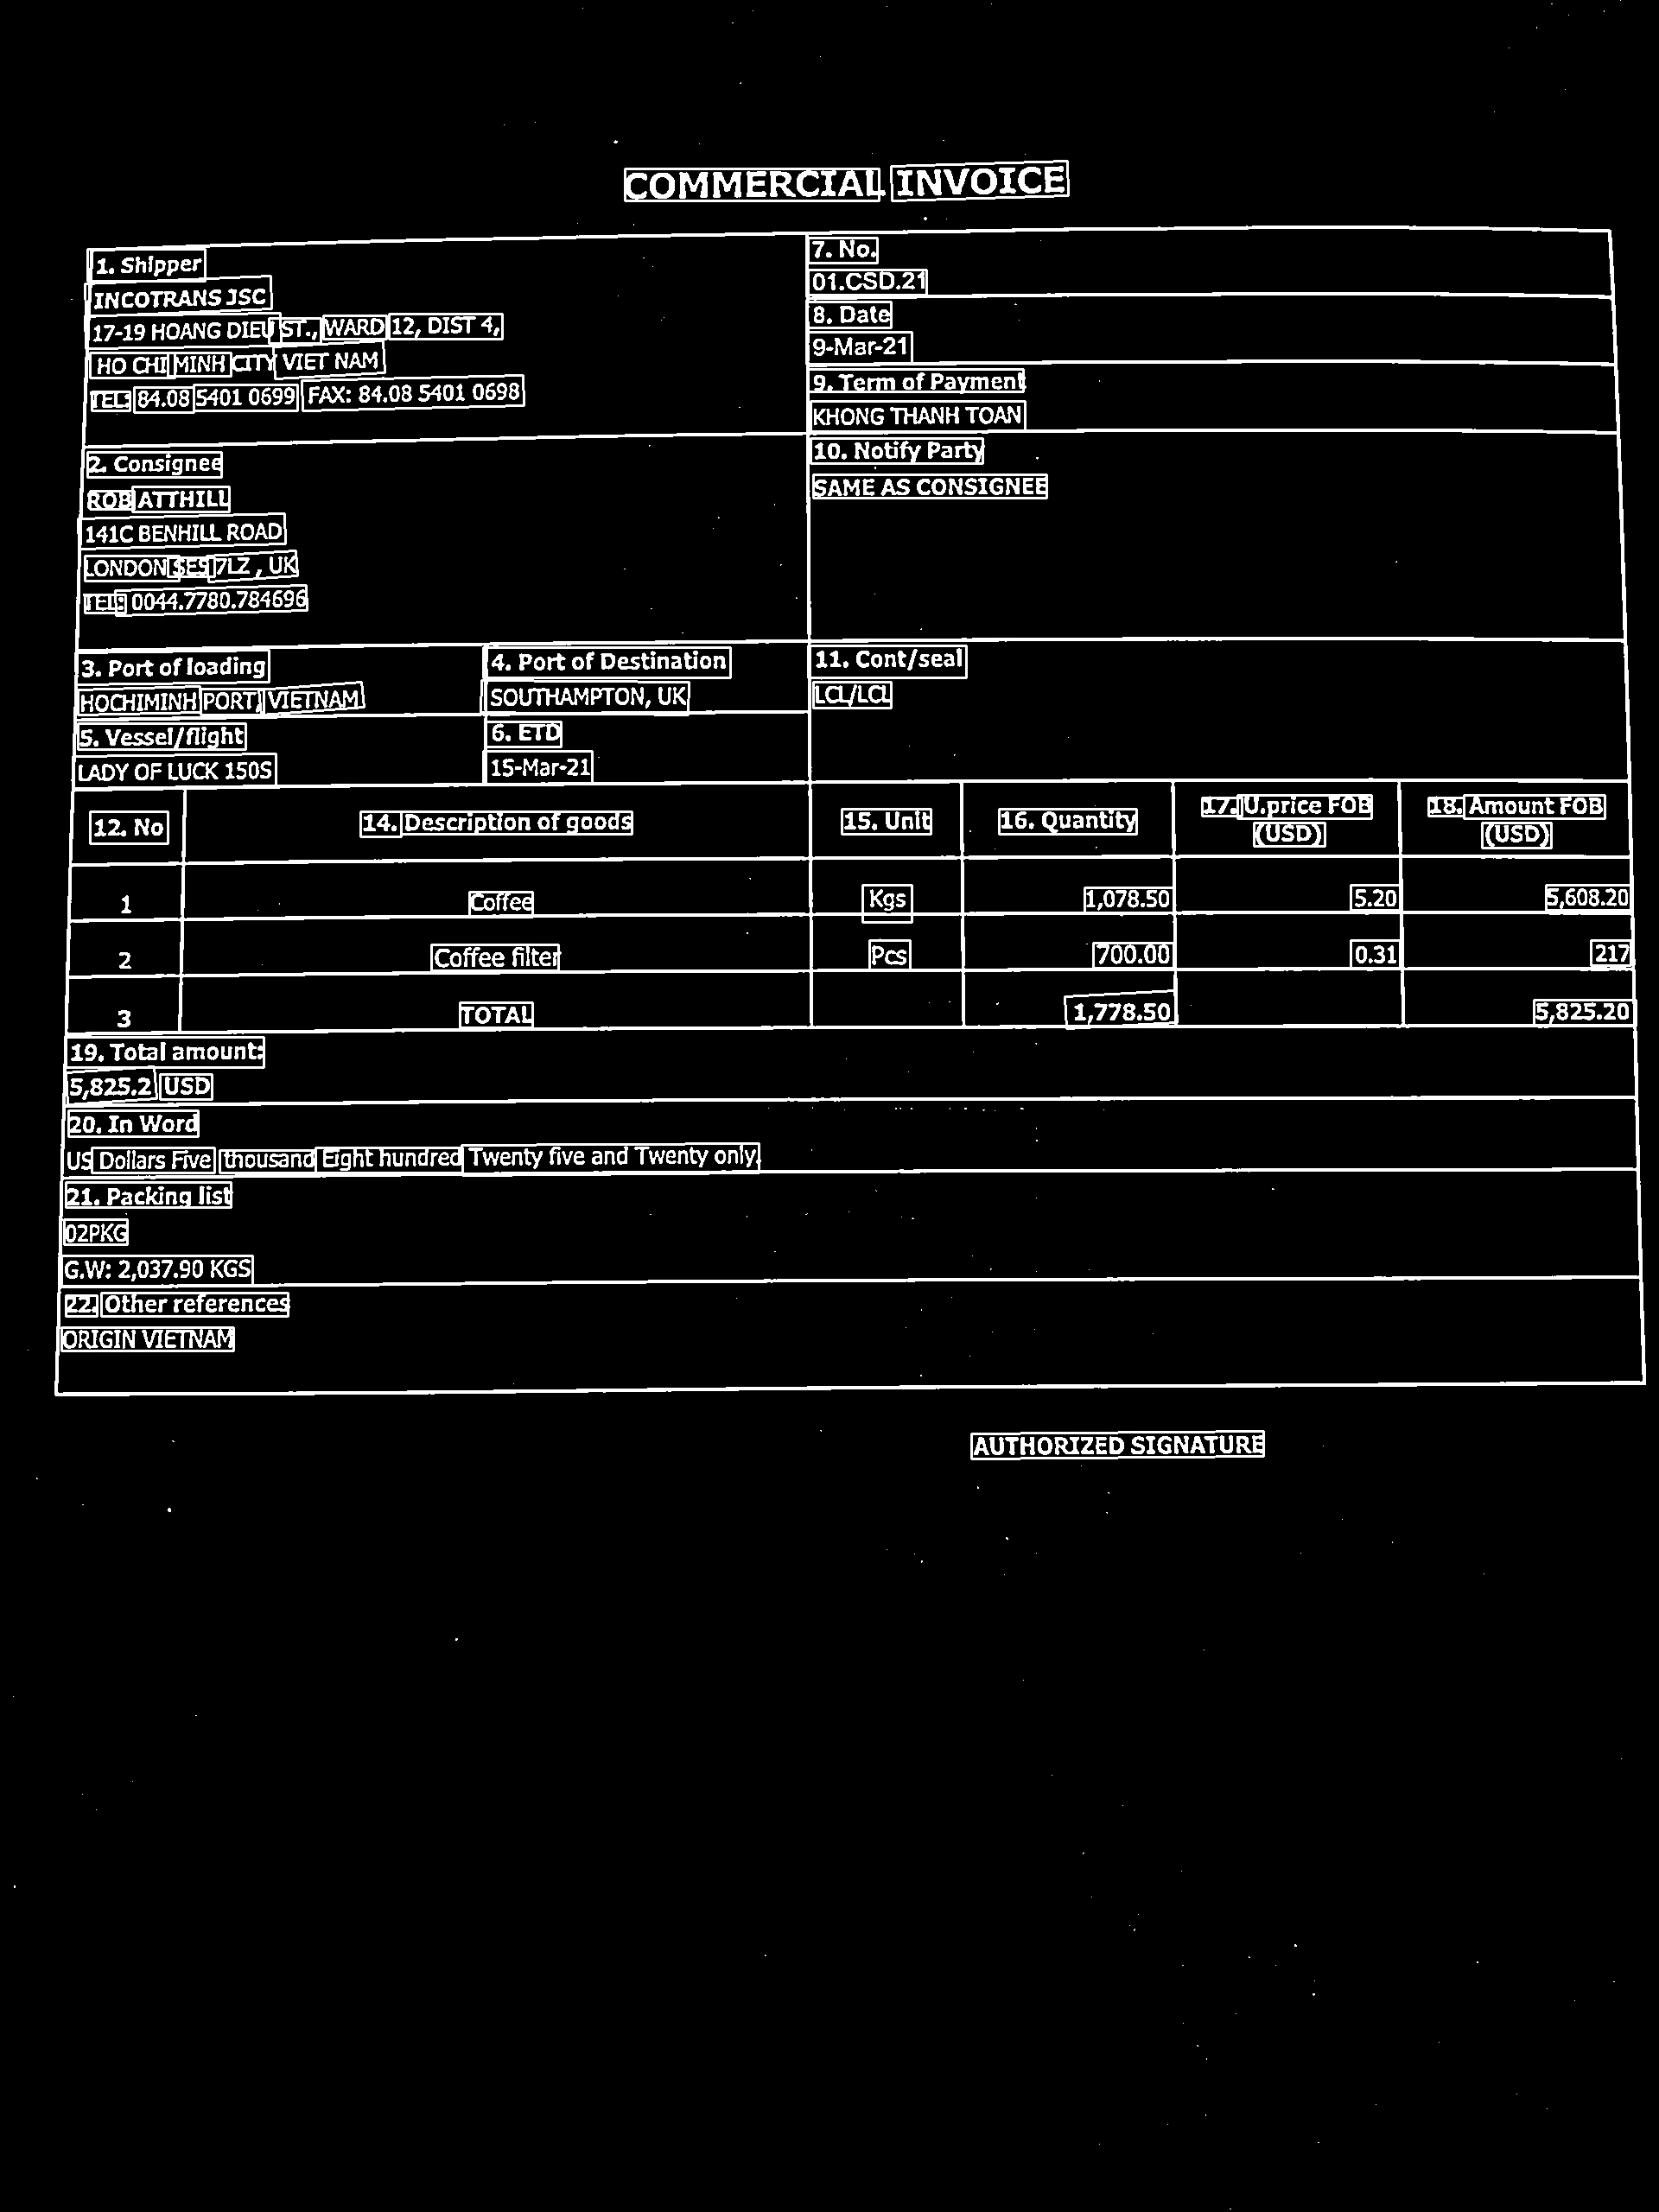 COMMERCIAL INVOICE
1. Shipper
INCOTRANS JSC
17-19 HOANG DIEU ST., WARD 12, DIST 4,
HO CHI MINH CITY VIET NAM
TEL: 84.08 5401 0699 FAX: 84.08 5401 0698
7. No.
01.CSD.21
8. Date
9-Mar-21
9. Term of Payment
KHONG THANH TOAN
2. Consignee
ROB ATTHILL
141C BENHILL ROAD
LONDON SE5 7LZ , UK
TEL: 0044.7780.784696
10. Notify Party
SAME AS CONSIGNEE
3. Port of loading
HOCHIMINH PORT, VIETNAM
4. Port of Destination
SOUTHAMPTON, UK
11. Cont/seal
LCL/LCL
5. Vessel/flight
LADY OF LUCK 150S
6. ETD
15-Mar-21
12. No 14. Description of goods 15. Unit 16. Quantity 17. U.price FOB (USD) 18. Amount FOB (USD)
1 Coffee Kgs 1,078.50 5.20 5,608.20
2 Coffee filter Pcs 700.00 0.31 217
3 TOTAL 1,778.50 5,825.20
19. Total amount:
5,825.2 USD
20. In Word
US Dollars Five thousand Eight hundred Twenty five and Twenty only.
21. Packing list
02PKG
G.W: 2,037.90 KGS
22. Other references
ORIGIN VIETNAM
AUTHORIZED SIGNATURE